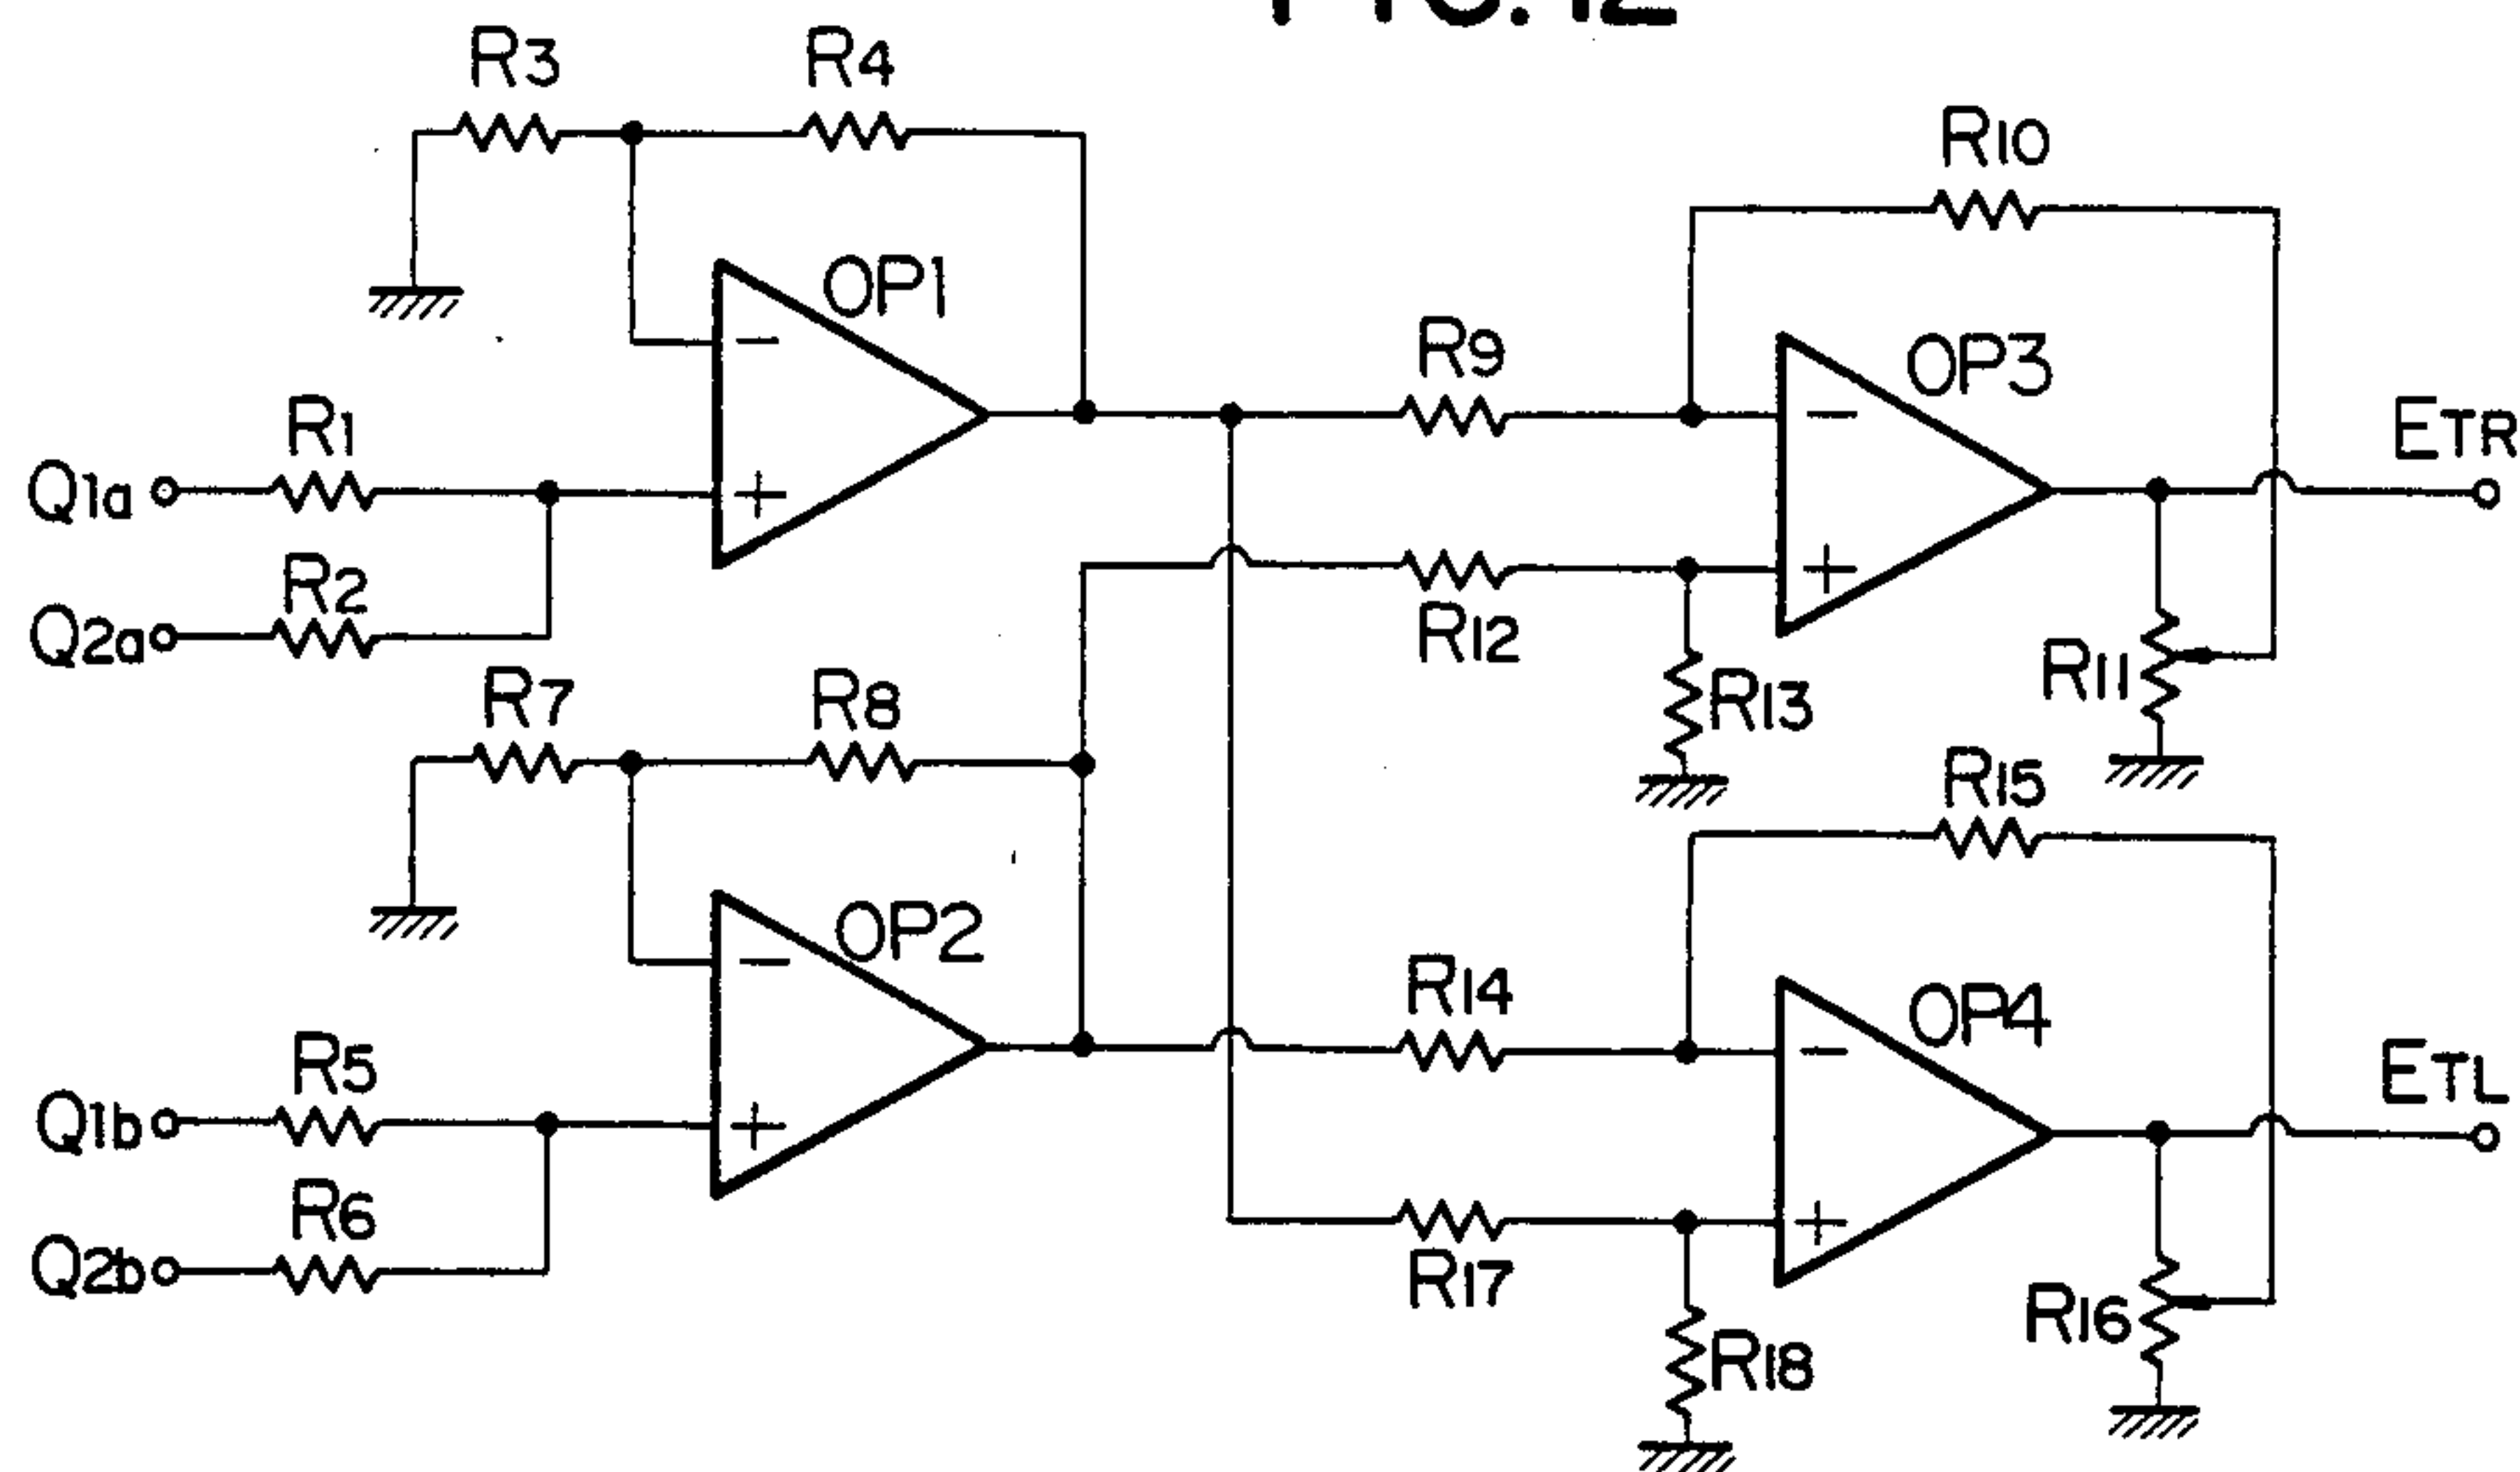 R3
R4
R10
OP1
R9
OP3
R1
ETR
Q1a
+
R2
Q2a
R12
R11
R7
R8
R13
R15
OP2
R14
OP4
R5
ETL
Q1b
R6
Q2b
R17
R16
R18